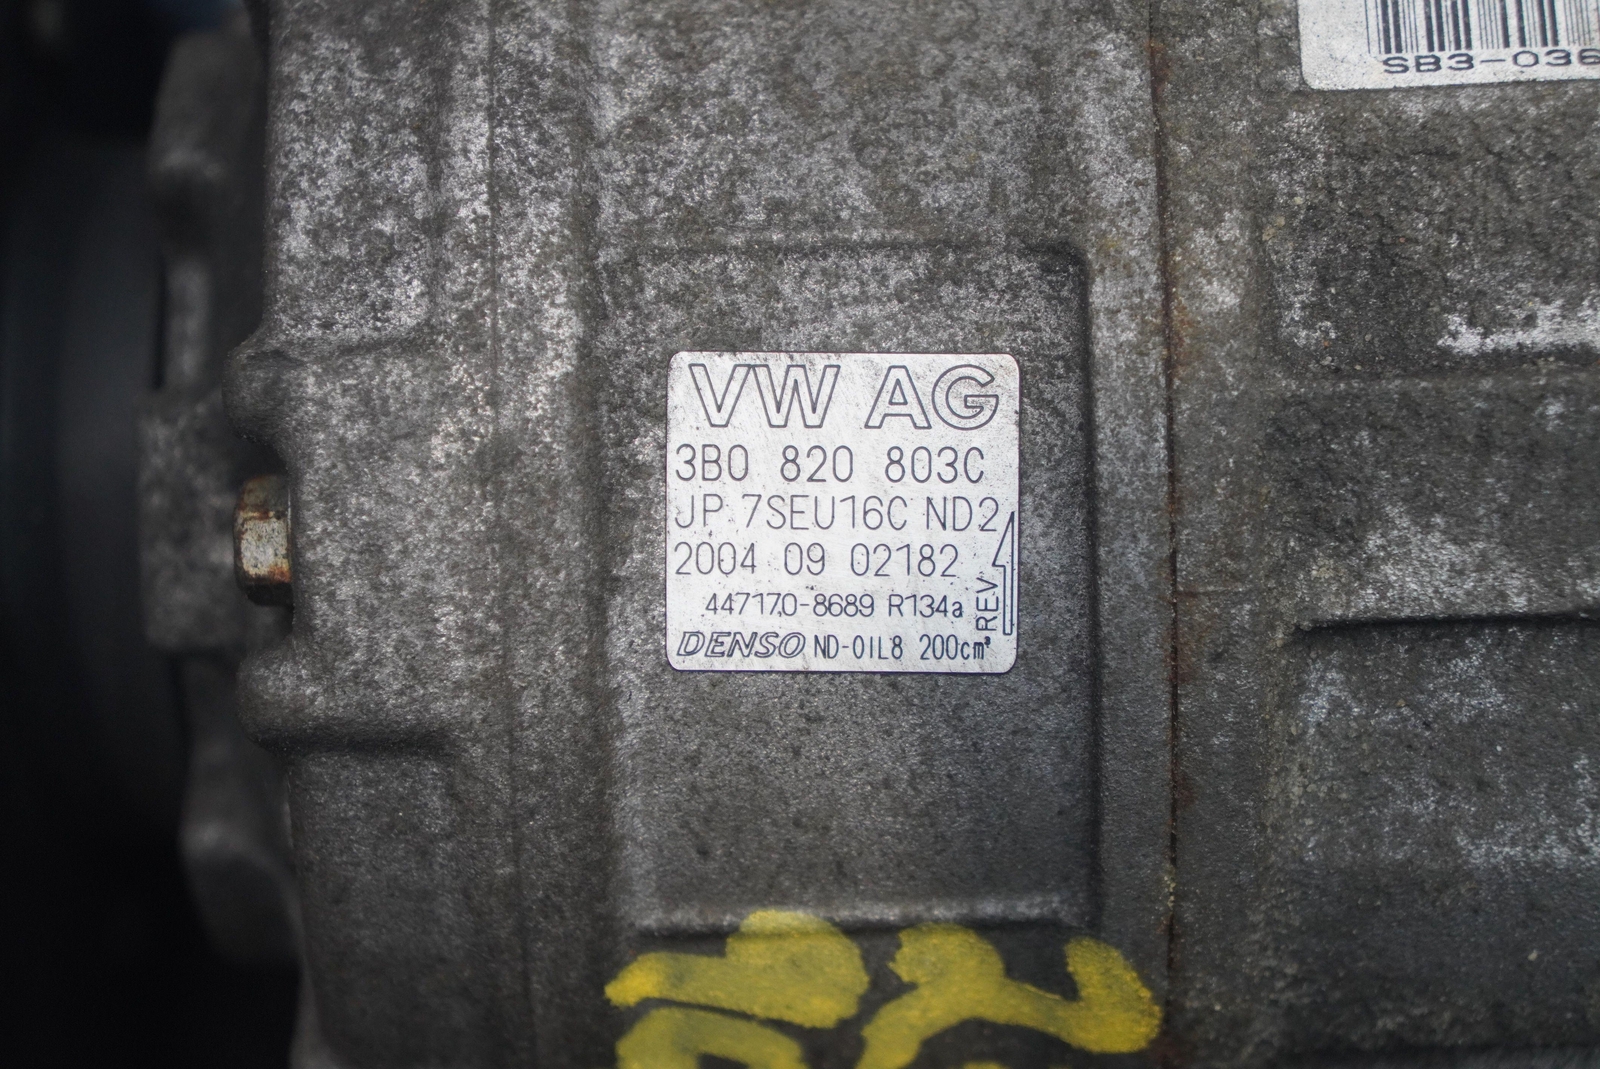 SB3-036
VW AG
3B0 820 803C
JP 7SEU16C ND2
2004 09 02182
447170-8689 R134a
REV
DENSO ND-OIL8 200cm³